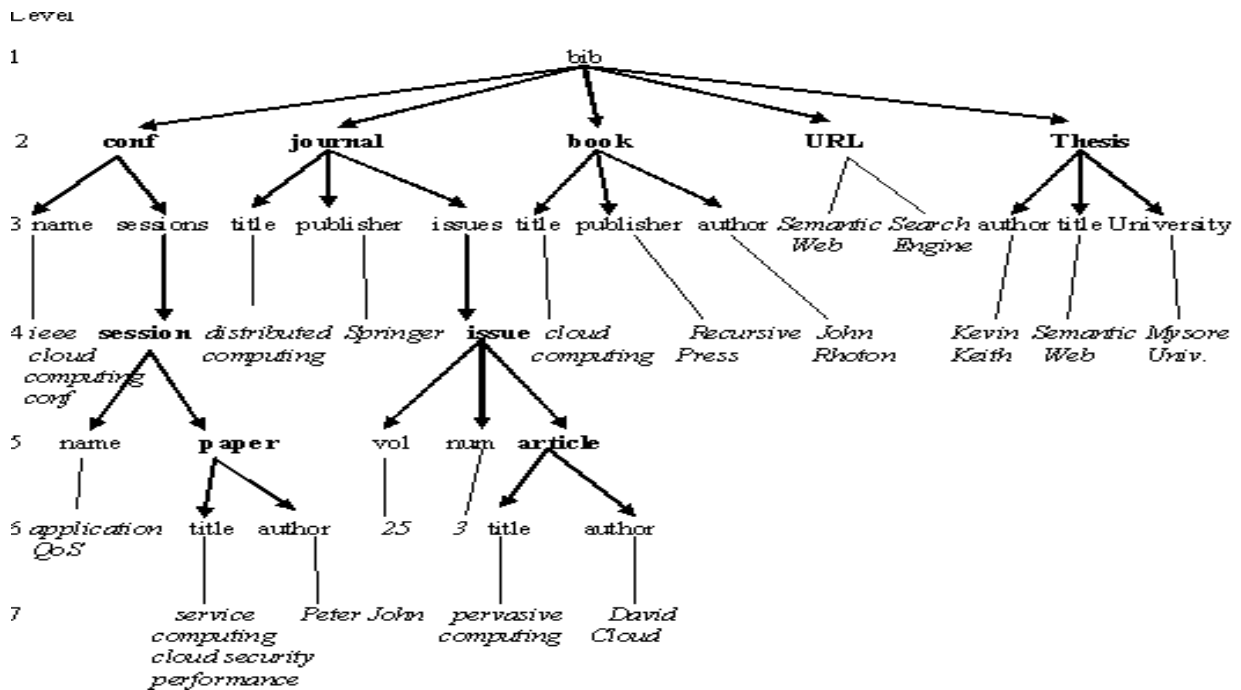 Level
1 bib
2 conf journal book URL Thesis
3 name sessions title publisher issues title publisher author Semantic Search author title University
Web Engine
4 ieee session distributed Springer issue cloud Recursive John Kevin Semantic Mysore
cloud computing computing Press Rhoton Keith Web Univ.
computing
conf
5 name paper vol num article
6 application title author 25 3 title author
QoS
7 service Peter John pervasive David
computing computing Cloud
cloud security
performance